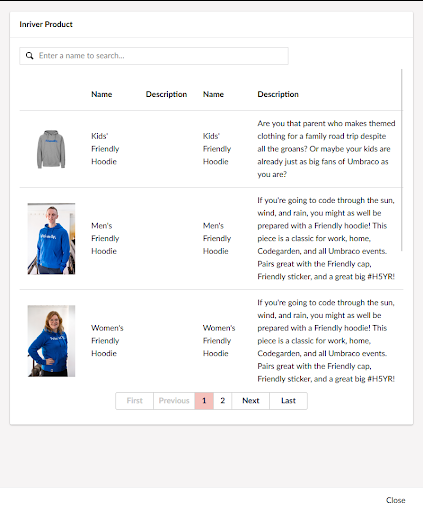 Inriver Product
Enter a name to search...
Name Description Name Description
Kids' Friendly Hoodie
Kids' Friendly Hoodie
Are you that parent who makes themed
clothing for a family road trip despite
all the groans? Or maybe your kids are
already just as big fans of Umbraco as
you are?
Men's Friendly Hoodie
Men's Friendly Hoodie
If you're going to code through the sun,
wind, and rain, you might as well be
prepared with a Friendly hoodie! This
piece is a classic for work, home,
Codegarden, and all Umbraco events.
Pairs great with the Friendly cap,
Friendly sticker, and a great big #H5YR!
Women's Friendly Hoodie
Women's Friendly Hoodie
If you're going to code through the sun,
wind, and rain, you might as well be
prepared with a Friendly hoodie! This
piece is a classic for work, home,
Codegarden, and all Umbraco events.
Pairs great with the Friendly cap,
Friendly sticker, and a great big #H5YR!
First Previous 1 2 Next Last
Close